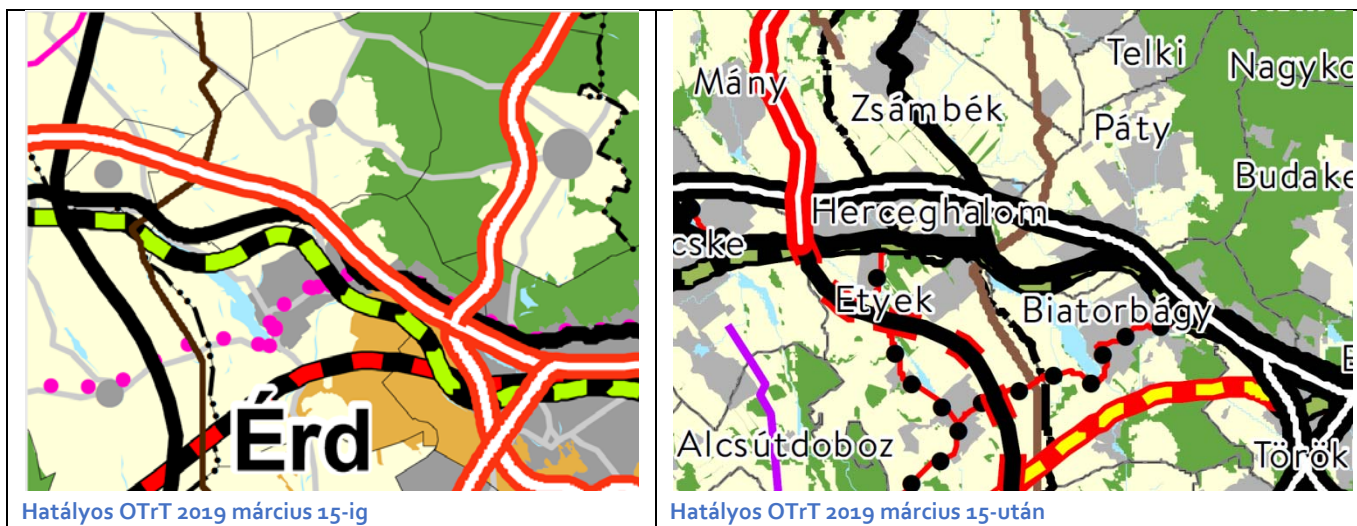 Érd
Hatályos OTrT 2019 március 15-ig
Telki
Nagyko
Mány
Zsámbék
Páty
Budake
Herceghalom
cske
Etyek
Biatorbágy
Alcsútdoboz
Török
Hatályos OTrT 2019 március 15-után